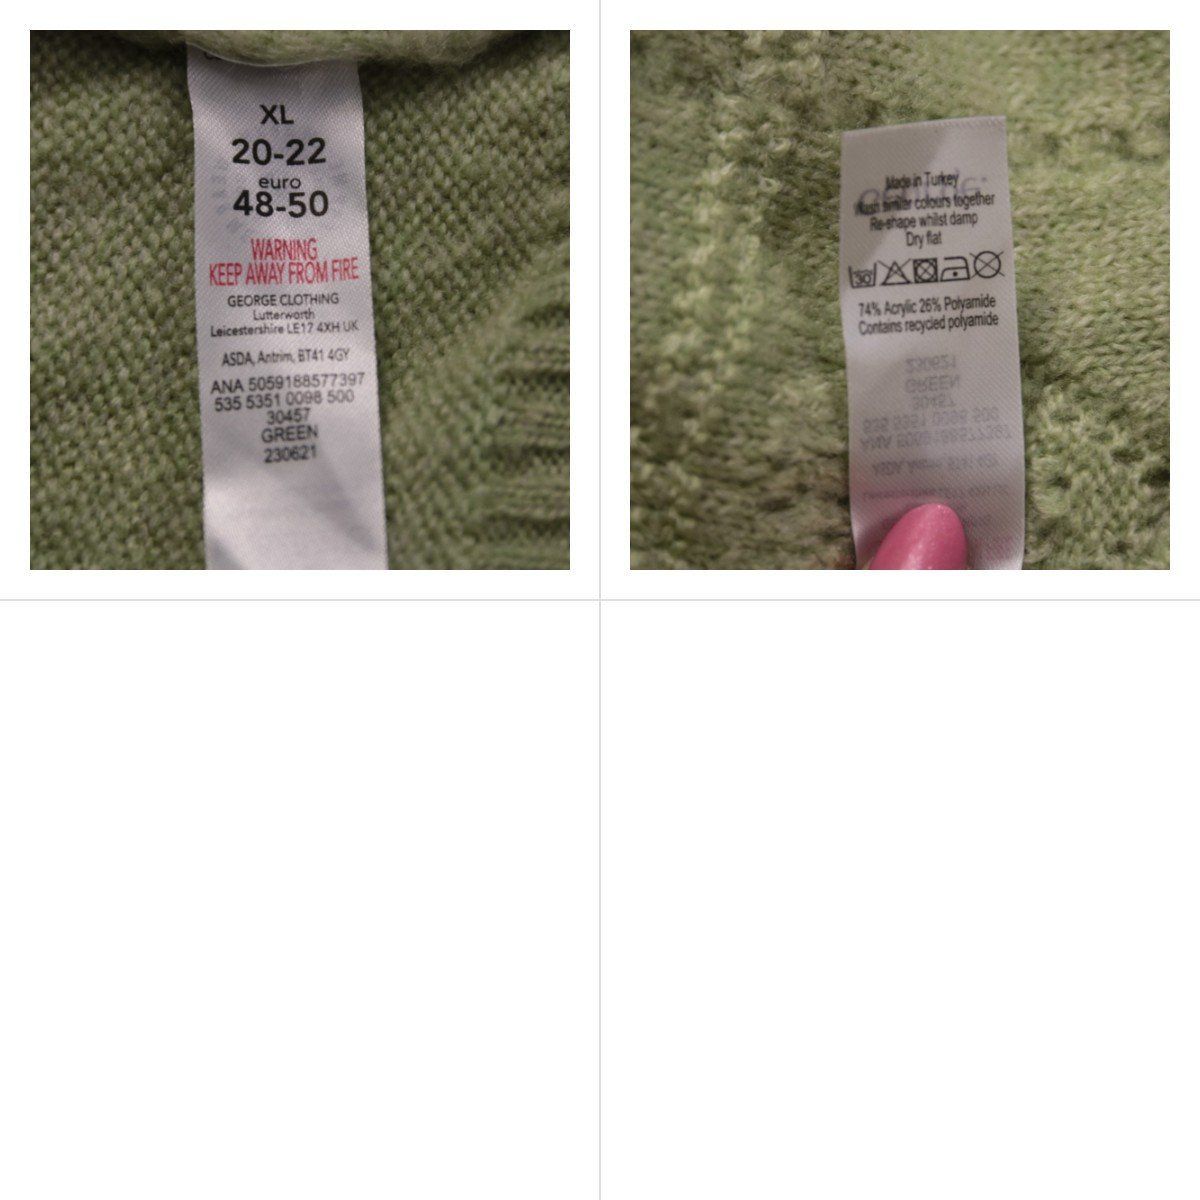 XL
20-22
euro
48-50
WARNING
KEEP AWAY FROM FIRE
GEORGE CLOTHING
Lutterworth
Leicestershire LE17 4XH UK
ASDA, Antrim, BT41 4GY
ANA 5059188577397
535 5351 0098 500
30457
GREEN
230621
Made in Turkey
Wash similar colours together
Re-shape whilst damp
Dry flat
30
74% Acrylic 26% Polyamide
Contains recycled polyamide